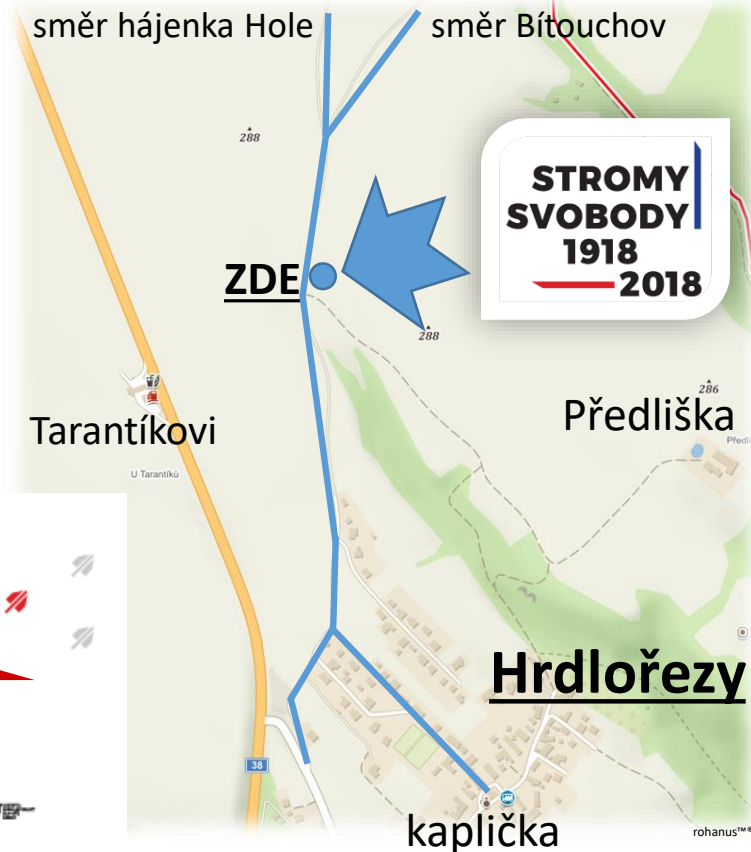 směr hájenka Hole
směr Bítouchov
288
STROMY
SVOBODY
1918
2018
ZDE
288
286
Předliška
Tarantíkovi
U Tarantíků
Hrdlořezy
38
kaplička
rohanus™®